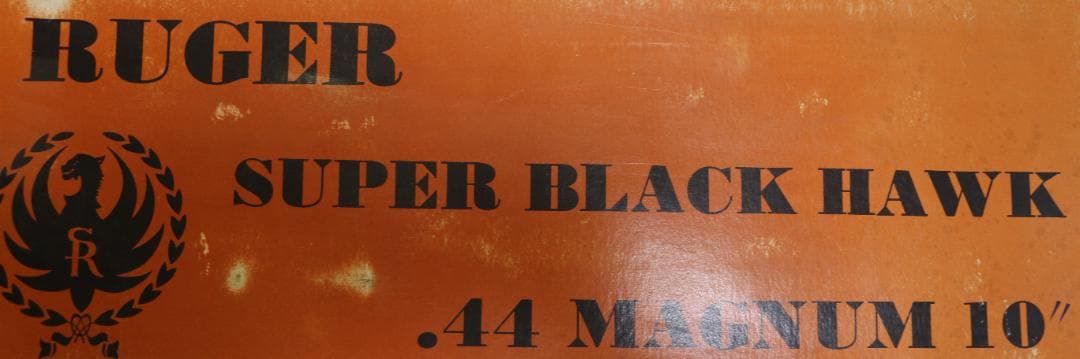 RUGER
SR
SUPER BLACK HAWK
.44 MAGNUM 10"